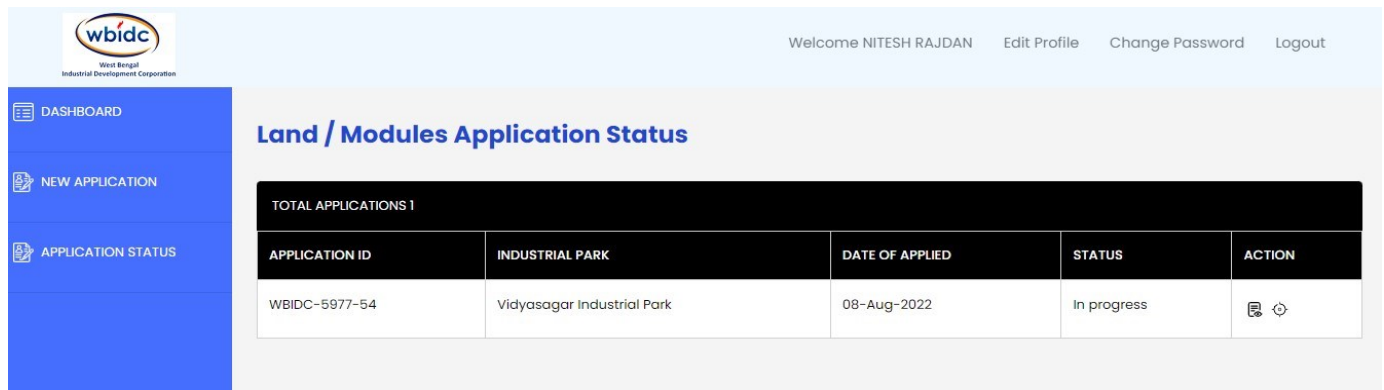 wbidc
West Bengal
Industrial Development Corporation
Welcome NITESH RAJDAN Edit Profile Change Password Logout
DASHBOARD
NEW APPLICATION
APPLICATION STATUS
Land / Modules Application Status
TOTAL APPLICATIONS 1
APPLICATION ID INDUSTRIAL PARK DATE OF APPLIED STATUS ACTION
WBIDC-5977-54 Vidyasagar Industrial Park 08-Aug-2022 In progress